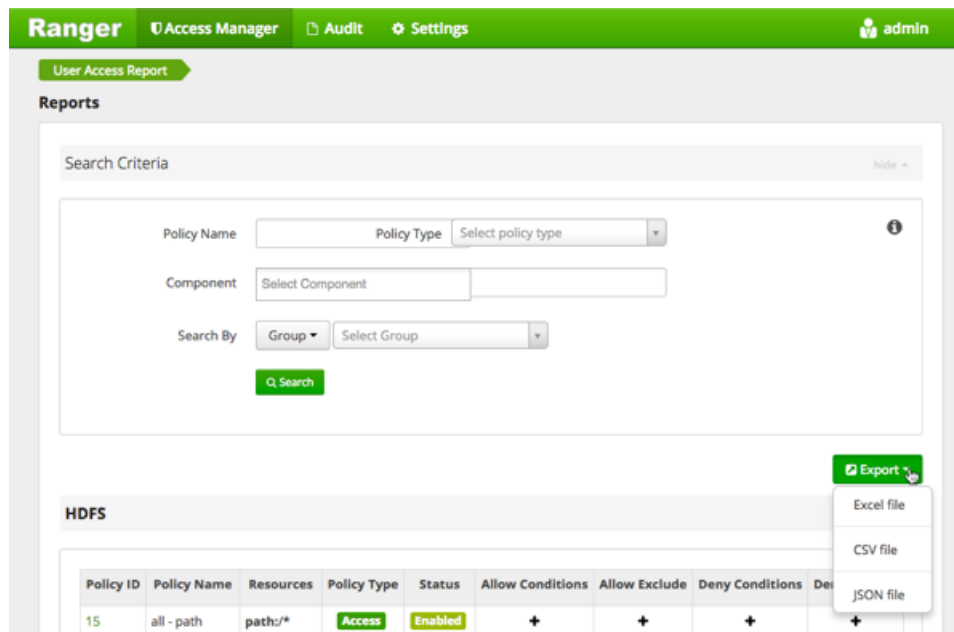 Ranger Access Manager Audit Settings admin
User Access Report
Reports
Search Criteria hide
Policy Name Policy Type Select policy type
Component Select Component
Search By Group Select Group
Search
Export
Excel file
HDFS
CSV file
Policy ID Policy Name Resources Policy Type Status Allow Conditions Allow Exclude Deny Conditions
JSON file
15 all - path path:/* Access Enabled + + + +